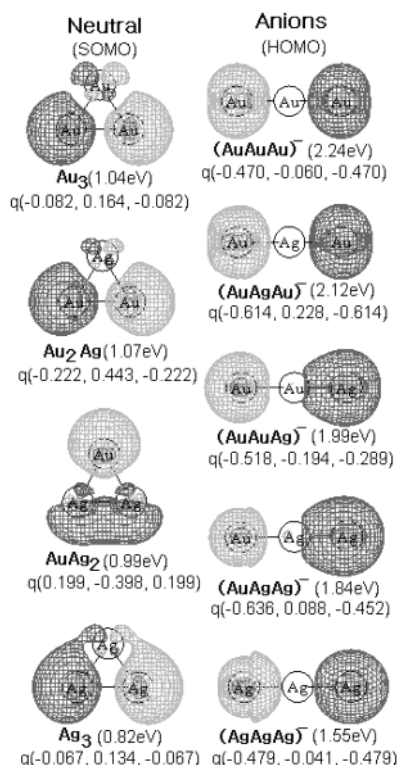 Neutral
(SOMO)
Au
Au Au
Au₃(1.04eV)
q(-0.082, 0.164, -0.082)
Ag
Au Au
Au₂Ag(1.07eV)
q(-0.222, 0.443, -0.222)
Au
Ag Ag
AuAg₂(0.99eV)
q(0.199, -0.398, 0.199)
Ag
Ag Ag
Ag₃(0.82eV)
q(-0.067, 0.134, -0.067)
Anions
(HOMO)
Au Au Au
(AuAuAu)⁻(2.24eV)
q(-0.470, -0.060, -0.470)
Au Ag Au
(AuAgAu)⁻(2.12eV)
q(-0.614, 0.228, -0.614)
Au Au Ag
(AuAuAg)⁻(1.99eV)
q(-0.518, -0.194, -0.289)
Au Ag Ag
(AuAgAg)⁻(1.84eV)
q(-0.636, 0.088, -0.452)
Ag Ag Ag
(AgAgAg)⁻(1.55eV)
q(-0.479, -0.041, -0.479)